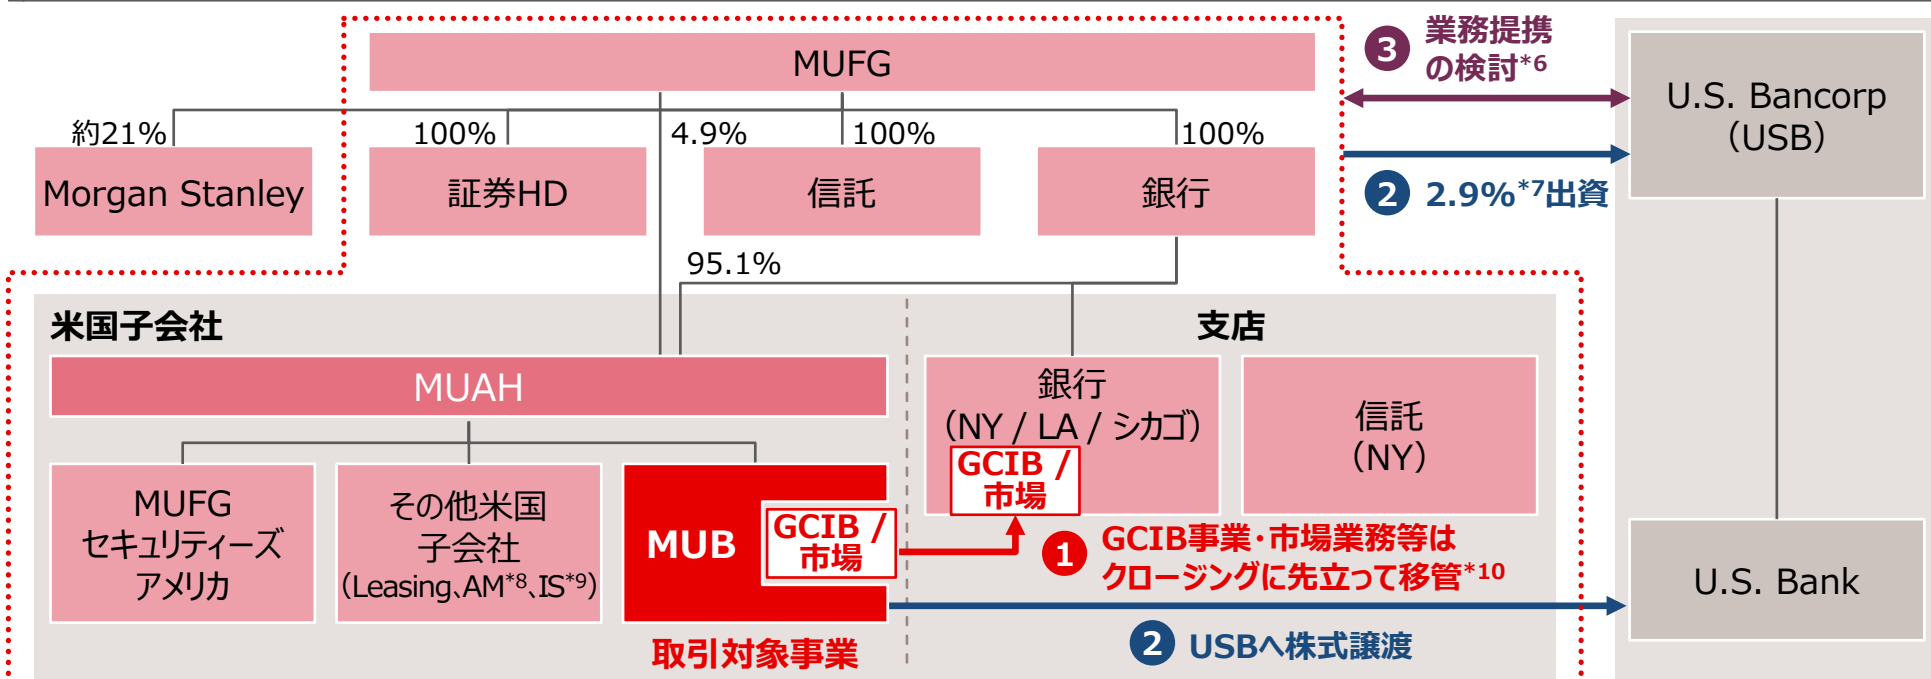 MUFG
3 業務提携
の検討*6
U.S. Bancorp
（USB）
約21%
100%
4.9%
100%
100%
Morgan Stanley
証券HD
信託
銀行
2 2.9%*7出資
95.1%
米国子会社
支店
MUAH
銀行
（NY / LA / シカゴ）
GCIB /
市場
信託
（NY）
MUFG
セキュリティーズ
アメリカ
その他米国
子会社
（Leasing、AM*8、IS*9）
MUB
GCIB /
市場
1 GCIB事業・市場業務等は
クロージングに先立って移管*10
U.S. Bank
取引対象事業
2 USBへ株式譲渡